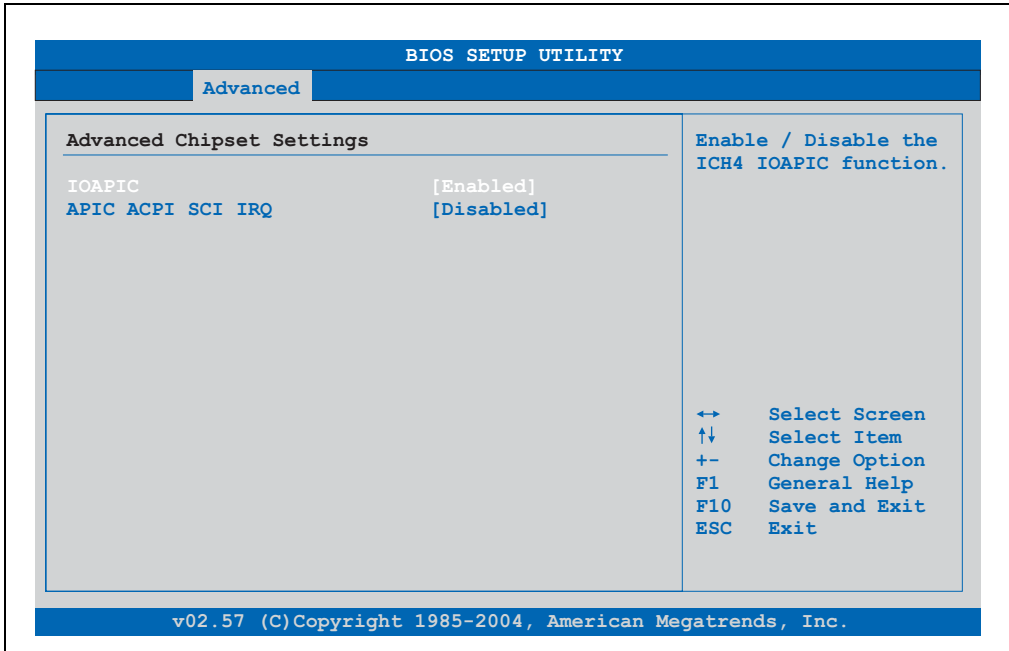 BIOS SETUP UTILITY
Advanced
Advanced Chipset Settings
IOAPIC [Enabled]
APIC ACPI SCI IRQ [Disabled]
Enable / Disable the
ICH4 IOAPIC function.
↔ Select Screen
↑↓ Select Item
+- Change Option
F1 General Help
F10 Save and Exit
ESC Exit
v02.57 (C)Copyright 1985-2004, American Megatrends, Inc.